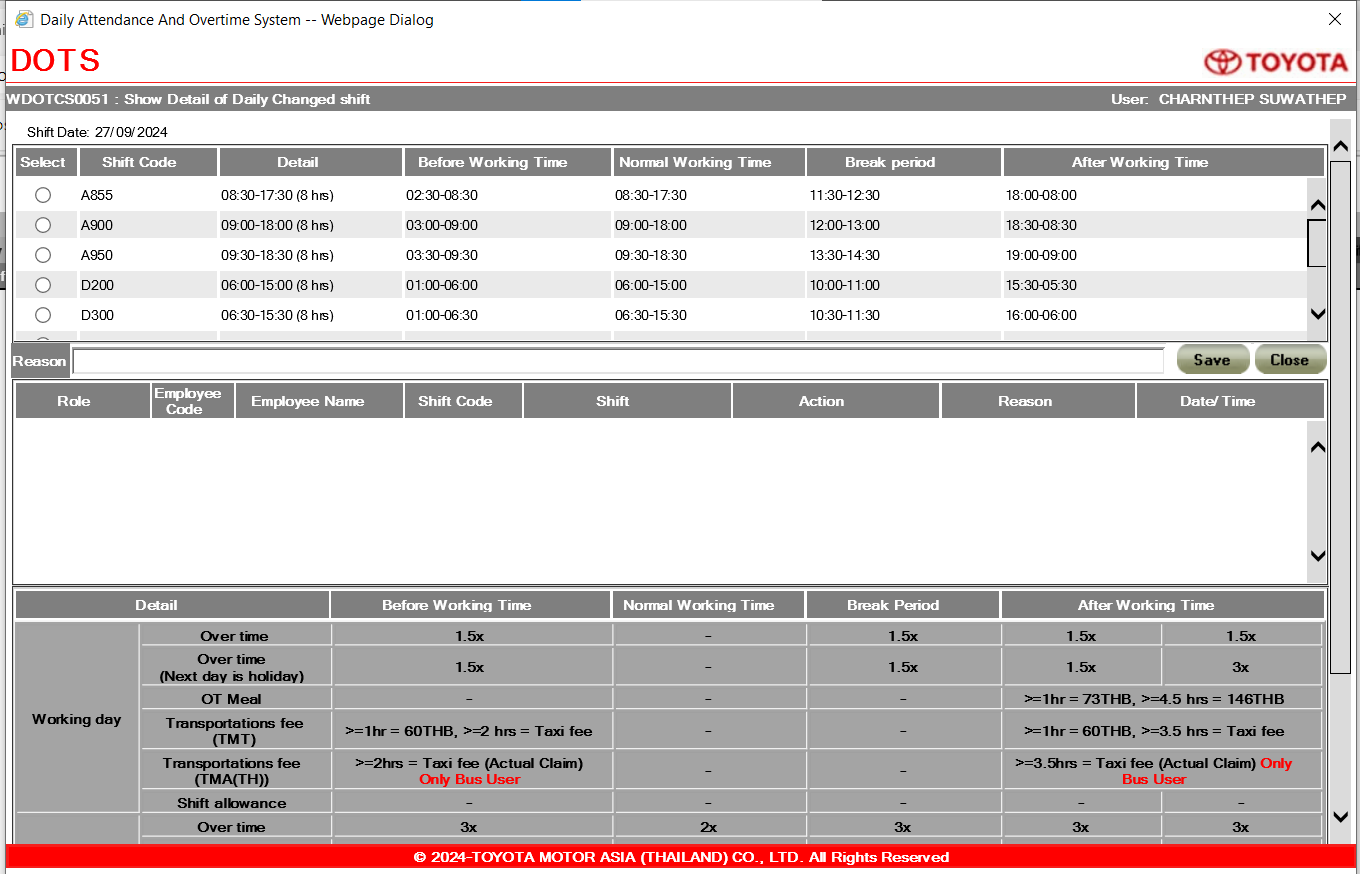 Daily Attendance And Overtime System -- Webpage Dialog
DOTS
TOYOTA
WDOTCS0051 : Show Detail of Daily Changed shift User: CHARNTHEP SUWATHEP
Shift Date: 27/09/2024
Select Shift Code Detail Before Working Time Normal Working Time Break period After Working Time
A855 08:30-17:30 (8 hrs) 02:30-08:30 08:30-17:30 11:30-12:30 18:00-08:00
A900 09:00-18:00 (8 hrs) 03:00-09:00 09:00-18:00 12:00-13:00 18:30-08:30
A950 09:30-18:30 (8 hrs) 03:30-09:30 09:30-18:30 13:30-14:30 19:00-09:00
D200 06:00-15:00 (8 hrs) 01:00-06:00 06:00-15:00 10:00-11:00 15:30-05:30
D300 06:30-15:30 (8 hrs) 01:00-06:30 06:30-15:30 10:30-11:30 16:00-06:00
Reason Save Close
Role Employee Code Employee Name Shift Code Shift Action Reason Date/ Time
Detail Before Working Time Normal Working Time Break Period After Working Time
Working day
Over time 1.5x - 1.5x 1.5x 1.5x
Over time
(Next day is holiday) 1.5x - 1.5x 1.5x 3x
OT Meal - - - >=1hr = 73THB, >=4.5 hrs = 146THB
Transportations fee
(TMT) >=1hr = 60THB, >=2 hrs = Taxi fee - - >=1hr = 60THB, >=3.5 hrs = Taxi fee
Transportations fee
(TMA(TH)) >=2hrs = Taxi fee (Actual Claim)
Only Bus User - - >=3.5hrs = Taxi fee (Actual Claim) Only
Bus User
Shift allowance - - - - -
Over time 3x 2x 3x 3x 3x
© 2024-TOYOTA MOTOR ASIA (THAILAND) CO., LTD. All Rights Reserved